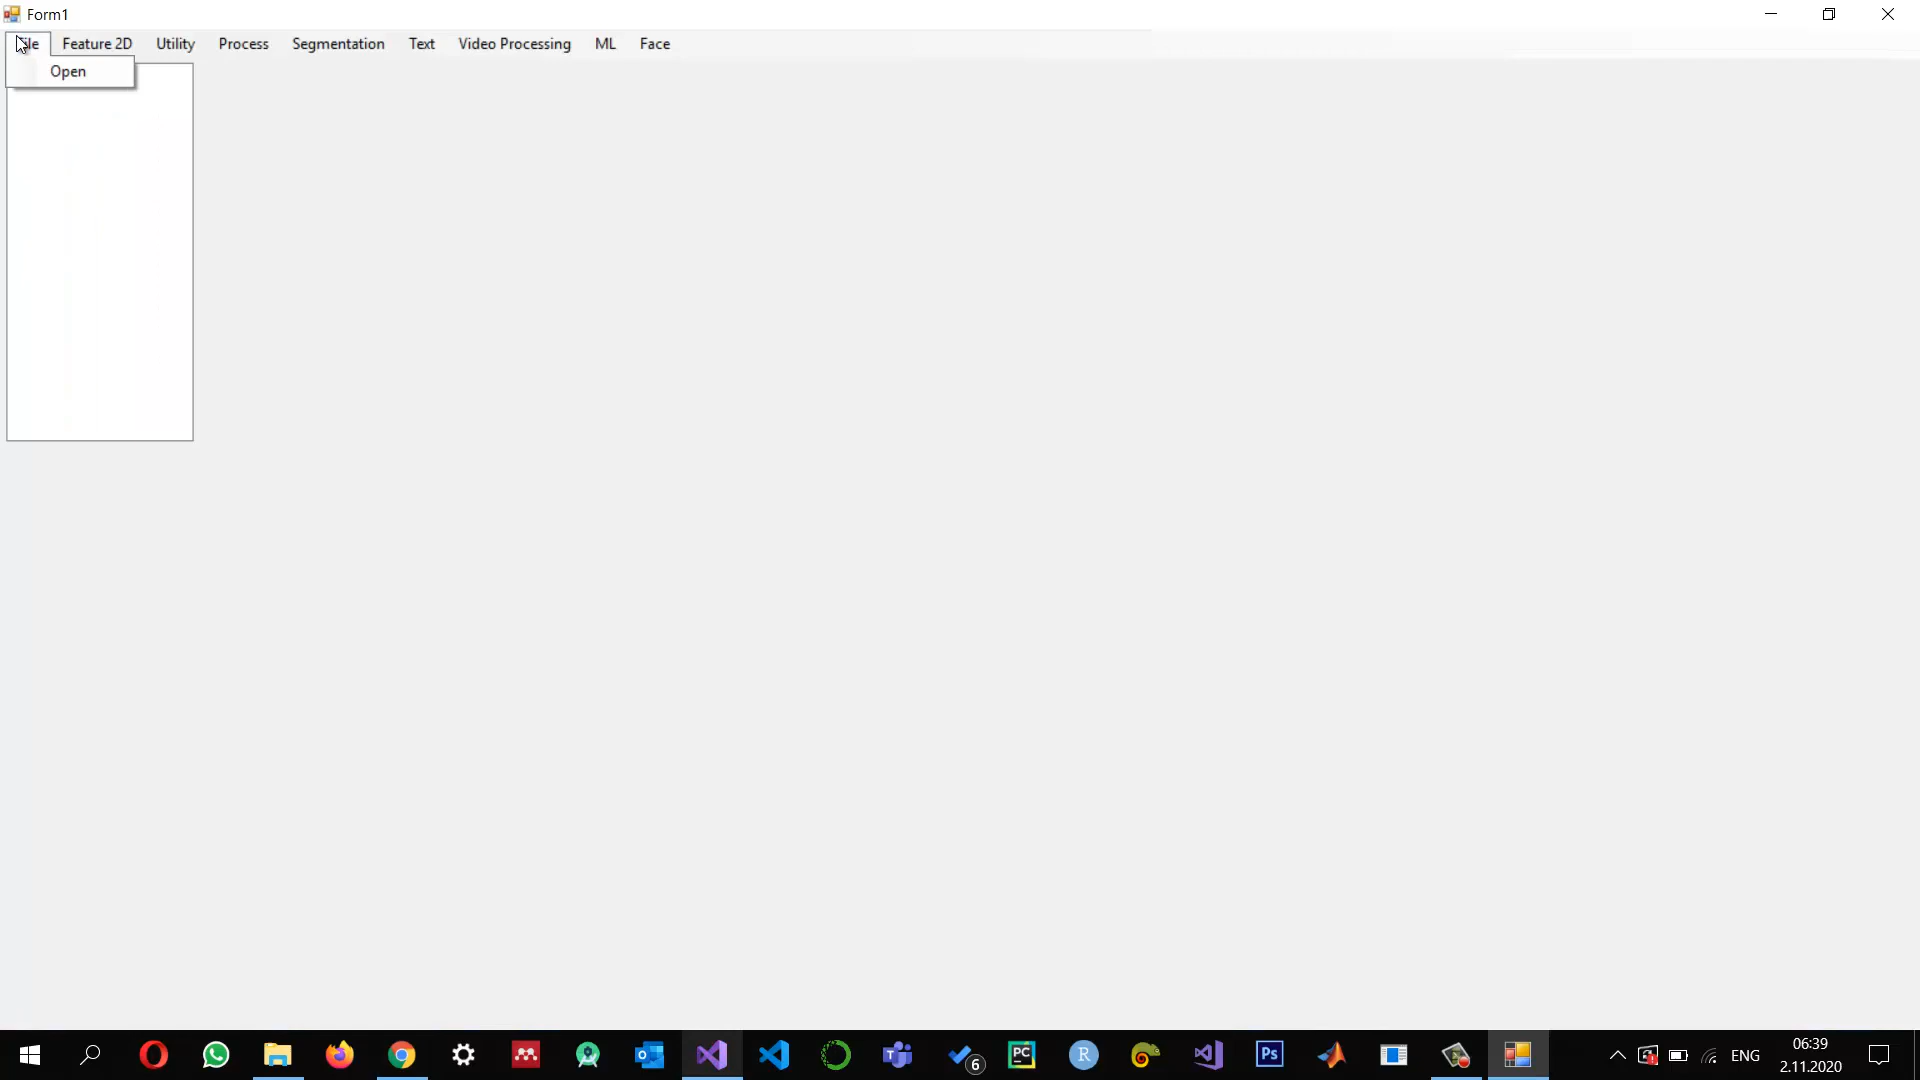 Form1
File Feature 2D Utility Process Segmentation Text Video Processing ML Face
Open
6
PC
R
Ps
ENG
06:39
2.11.2020